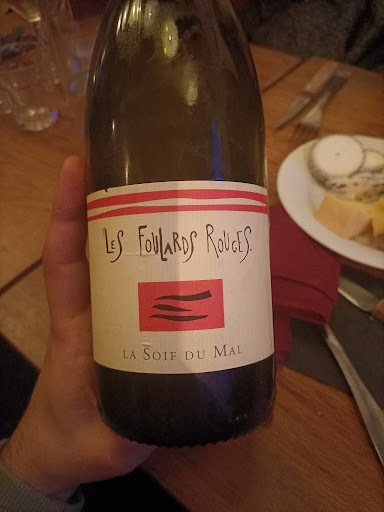 Les Foulards Rouges.
La Soif du Mal